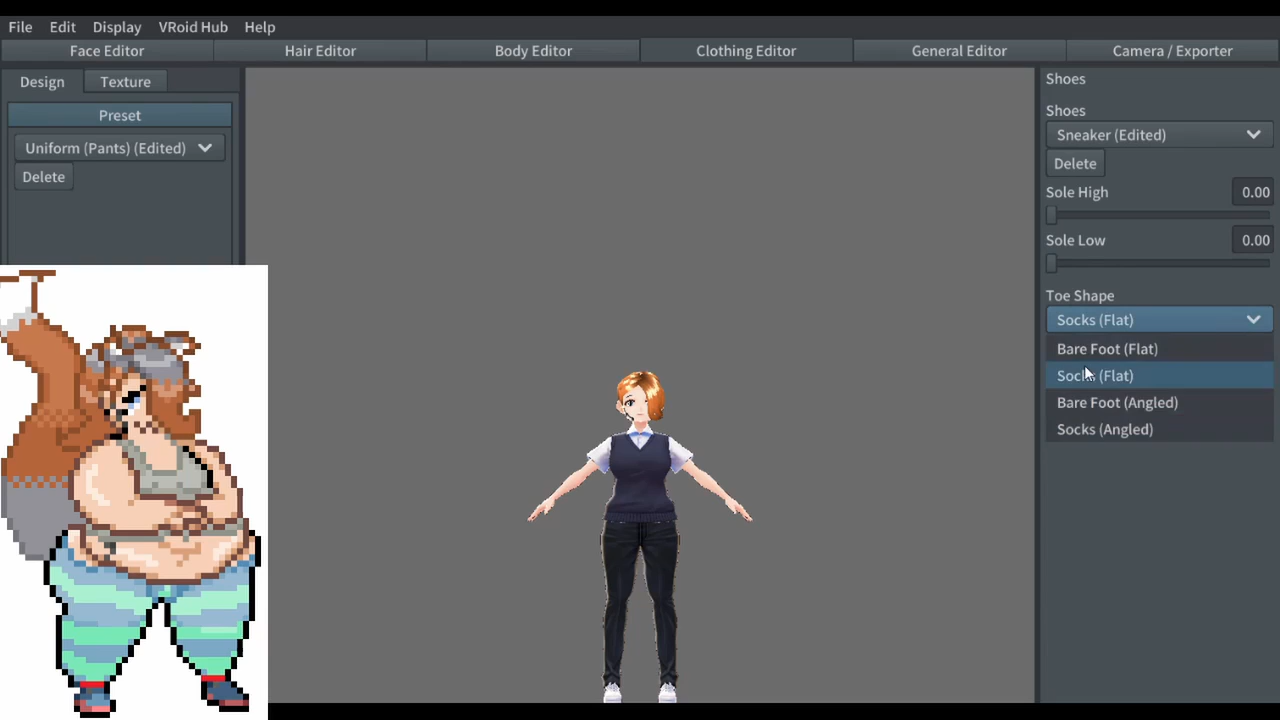 File Edit Display VRoid Hub Help
Face Editor Hair Editor Body Editor Clothing Editor General Editor Camera / Exporter
Design Texture
Preset
Uniform (Pants) (Edited)
Delete
Shoes
Shoes
Sneaker (Edited)
Delete
Sole High 0.00
Sole Low 0.00
Toe Shape
Socks (Flat)
Bare Foot (Flat)
Socks (Flat)
Bare Foot (Angled)
Socks (Angled)